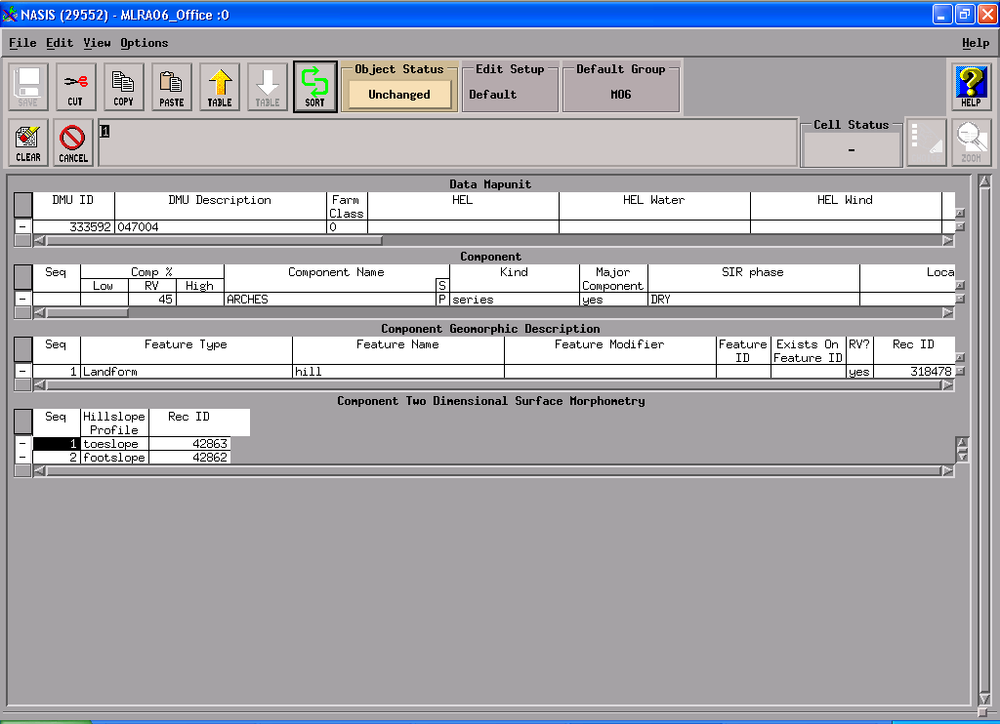 NASIS (29552) - MLRA06_Office :0
File Edit View Options Help
SAVE CUT COPY PASTE TABLE TABLE SORT
Object Status
Unchanged
Edit Setup
Default
Default Group
MO6
HELP
CLEAR CANCEL
1
Cell Status
-
ZOOM
Data Mapunit
DMU ID DMU Description Farm Class HEL HEL Water HEL Wind
333592 047004 0
Component
Seq Comp % Component Name Kind Major Component SIR phase Loca
Low RV High S
45 ARCHES P series yes DRY
Component Geomorphic Description
Seq Feature Type Feature Name Feature Modifier Feature ID Exists On Feature ID RV? Rec ID
1 Landform hill yes 318478
Component Two Dimensional Surface Morphometry
Seq Hillslope Profile Rec ID
1 toeslope 42863
2 footslope 42862